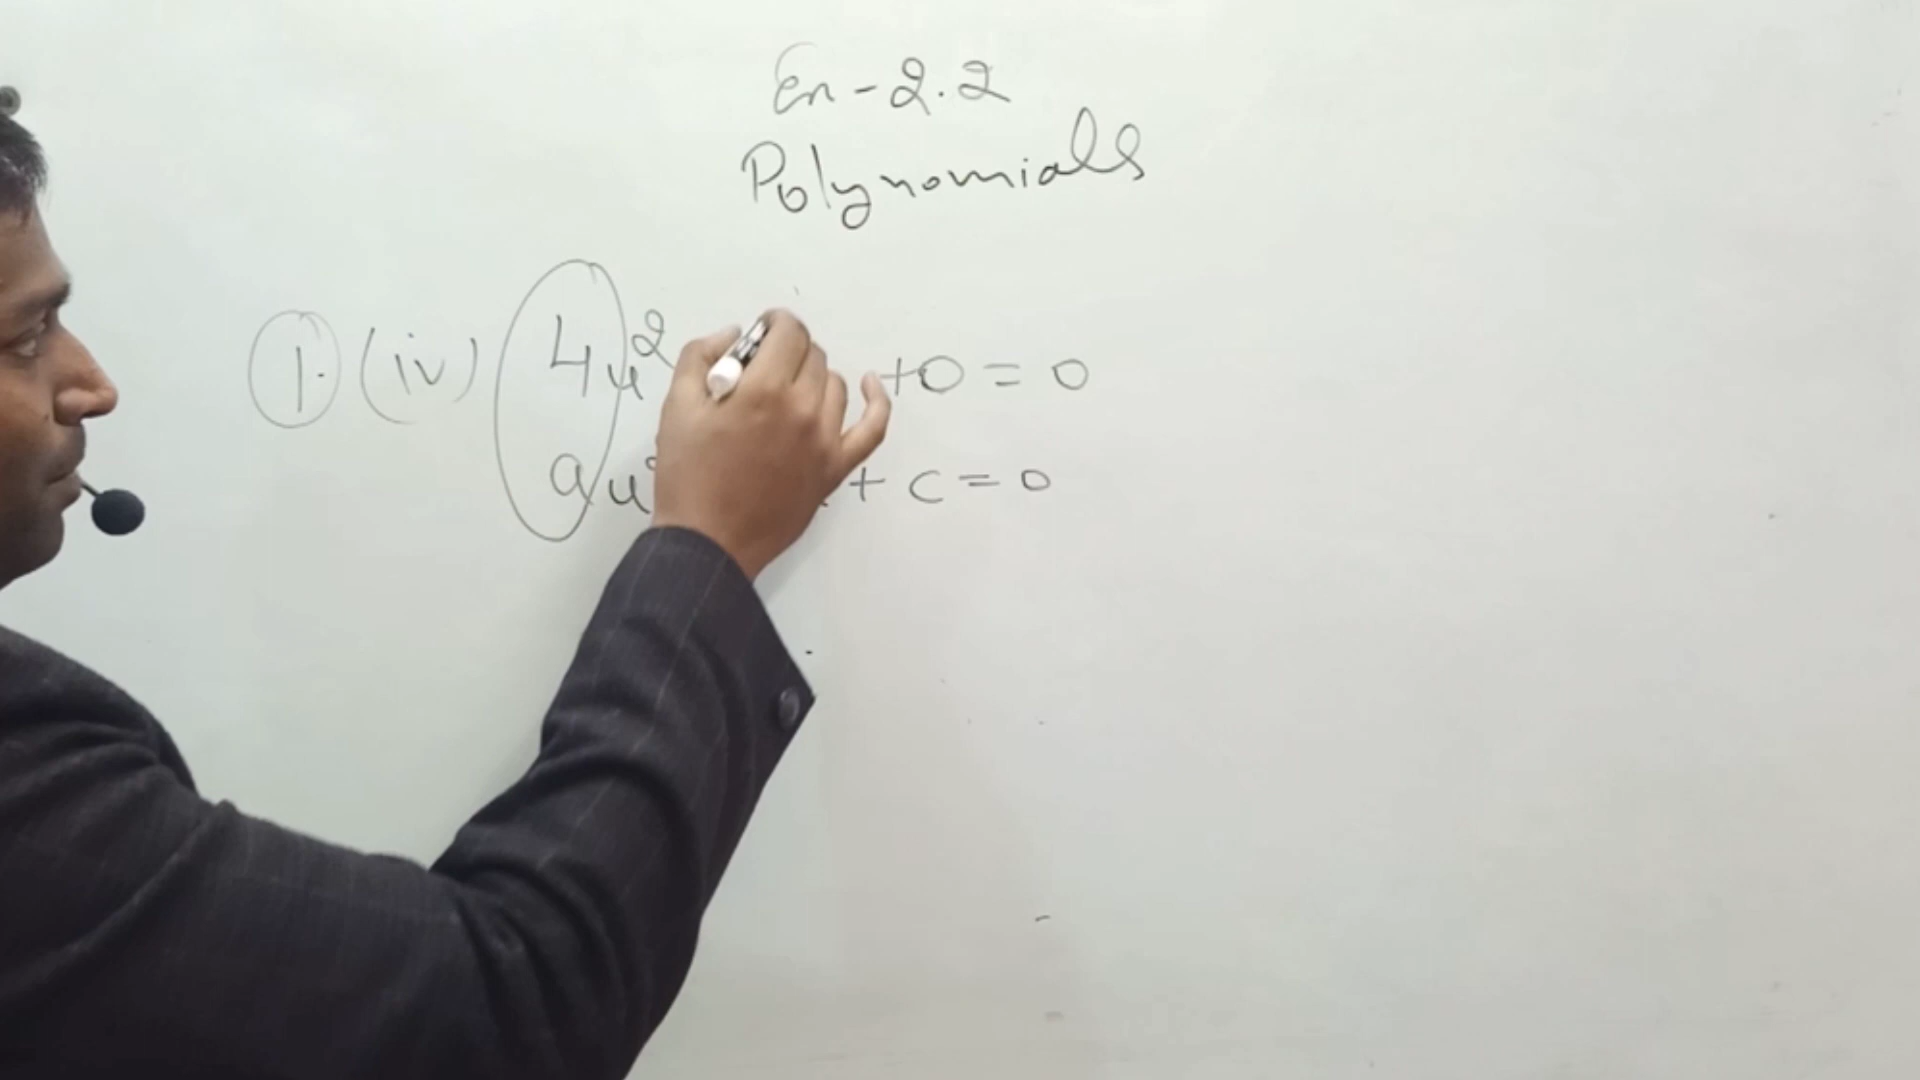 En-2.2
Polynomials
1. (iv) 4u² +0=0
au² + c=0